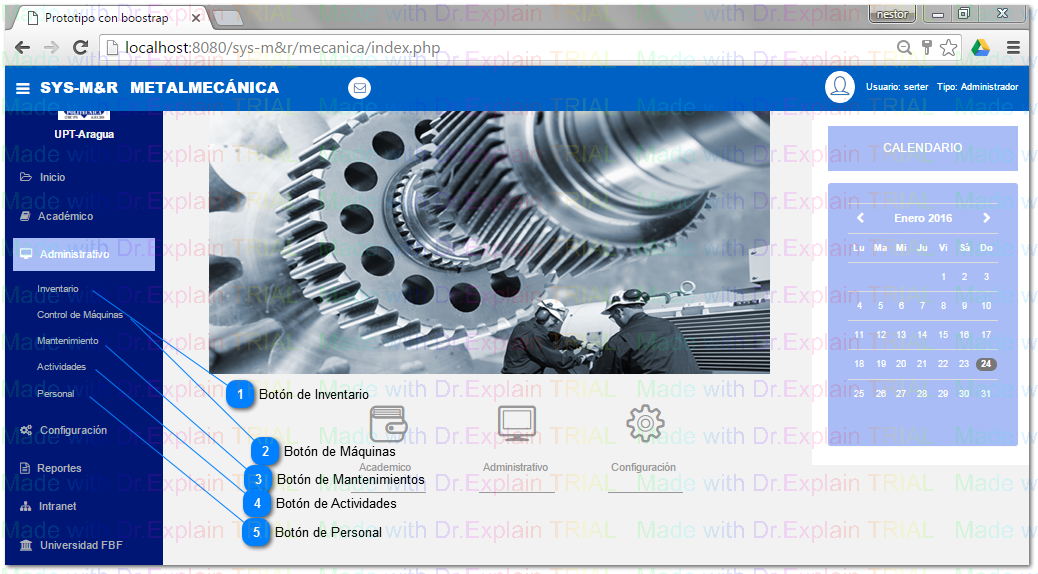 Prototipo con boostrap
nestor
localhost:8080/sys-m&r/mecanica/index.php
SYS-M&R METALMECÁNICA
Usuario: serter Tipo: Administrador
UPT-Aragua
Inicio
Académico
Administrativo
Inventario
Control de Máquinas
Mantenimiento
Actividades
Personal
Configuración
Reportes
Intranet
Universidad FBF
1 Botón de Inventario
2 Botón de Máquinas
3 Botón de Mantenimientos
4 Botón de Actividades
5 Botón de Personal
Academico
Administrativo
Configuración
CALENDARIO
Enero 2016
Lu Ma Mi Ju Vi Sá Do
1 2 3
4 5 6 7 8 9 10
11 12 13 14 15 16 17
18 19 20 21 22 23 24
25 26 27 28 29 30 31
Made with Dr.Explain TRIAL